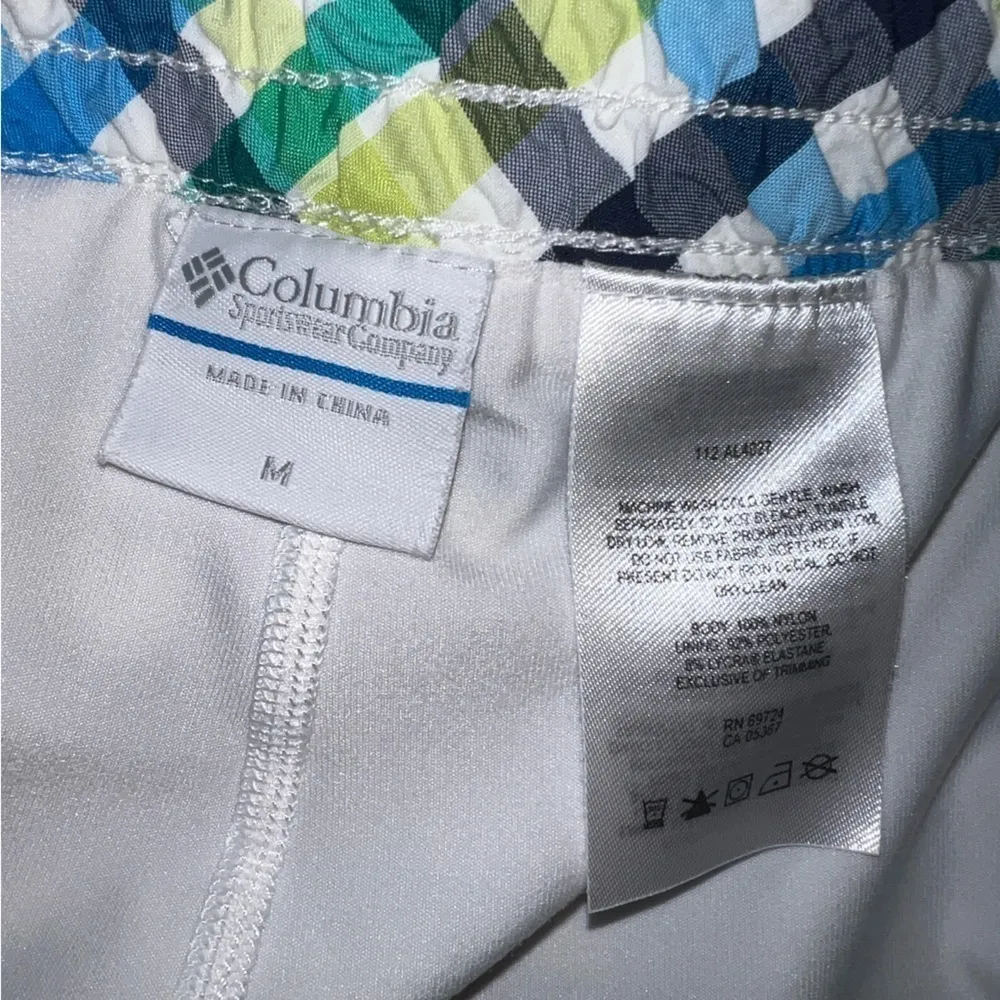 Columbia
Sportswear Company
MADE IN CHINA
M
112 AL4027
MACHINE WASH COLD GENTLE, WASH
SEPARATELY, DO NOT BLEACH, TUMBLE
DRY LOW, REMOVE PROMPTLY, IRON LOW,
DO NOT USE FABRIC SOFTENER, IF
PRESENT DO NOT IRON DECAL, DO NOT
DRYCLEAN
BODY: 100% NYLON
LINING: 92% POLYESTER,
8% LYCRA® ELASTANE
EXCLUSIVE OF TRIMMING
RN 69724
CA 05367